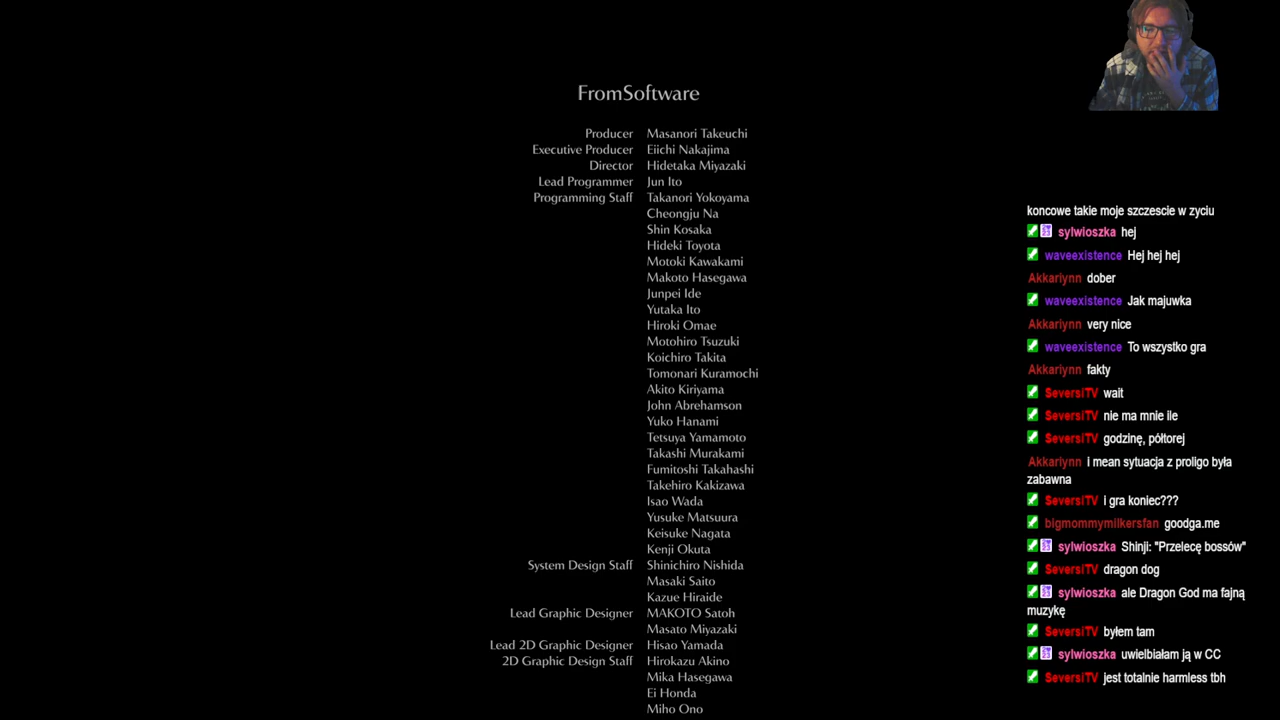 FromSoftware
Producer Masanori Takeuchi
Executive Producer Eiichi Nakajima
Director Hidetaka Miyazaki
Lead Programmer Jun Ito
Programming Staff Takanori Yokoyama
Cheongju Na
Shin Kosaka
Hideki Toyota
Motoki Kawakami
Makoto Hasegawa
Junpei Ide
Yutaka Ito
Hiroki Omae
Motohiro Tsuzuki
Koichiro Takita
Tomonari Kuramochi
Akito Kiriyama
John Abrehamson
Yuko Hanami
Tetsuya Yamamoto
Takashi Murakami
Fumitoshi Takahashi
Takehiro Kakizawa
Isao Wada
Yusuke Matsuura
Keisuke Nagata
Kenji Okuta
System Design Staff Shinichiro Nishida
Masaki Saito
Kazue Hiraide
Lead Graphic Designer MAKOTO Satoh
Masato Miyazaki
Lead 2D Graphic Designer Hisao Yamada
2D Graphic Design Staff Hirokazu Akino
Mika Hasegawa
Ei Honda
Miho Ono
koncowe takie moje szczescie w zyciu
sylwioszka hej
waveexistence Hej hej hej
Akkariynn dober
waveexistence Jak majuwka
Akkariynn very nice
waveexistence To wszystko gra
Akkariynn fakty
SeversiTV wait
SeversiTV nie ma mnie ile
SeversiTV godzinę, półtorej
Akkariynn i mean sytuacja z proligo była
zabawna
SeversiTV i gra koniec???
bigmommymilkersfan goodga.me
sylwioszka Shinji: "Przelecę bossów"
SeversiTV dragon dog
sylwioszka ale Dragon God ma fajną
muzykę
SeversiTV byłem tam
sylwioszka uwielbiałam ją w CC
SeversiTV jest totalnie harmless tbh